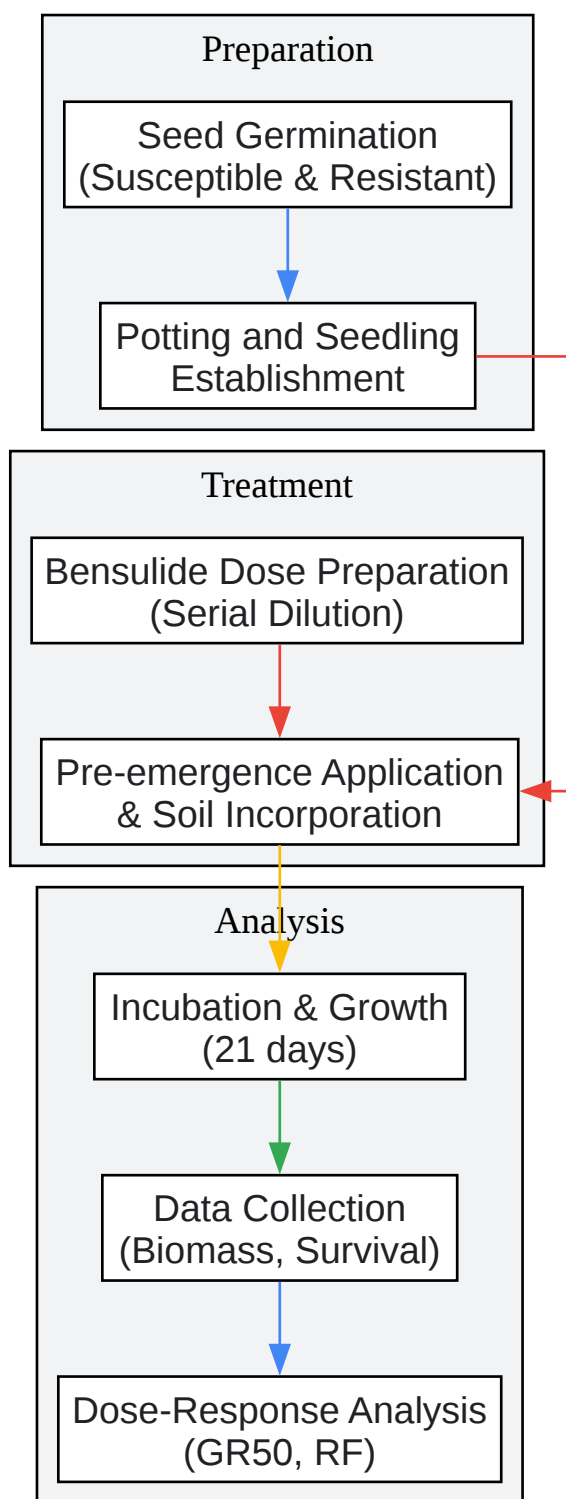 Preparation
Seed Germination
(Susceptible & Resistant)
Potting and Seedling
Establishment
Treatment
Bensulide Dose Preparation
(Serial Dilution)
Pre-emergence Application
& Soil Incorporation
Analysis
Incubation & Growth
(21 days)
Data Collection
(Biomass, Survival)
Dose-Response Analysis
(GR50, RF)